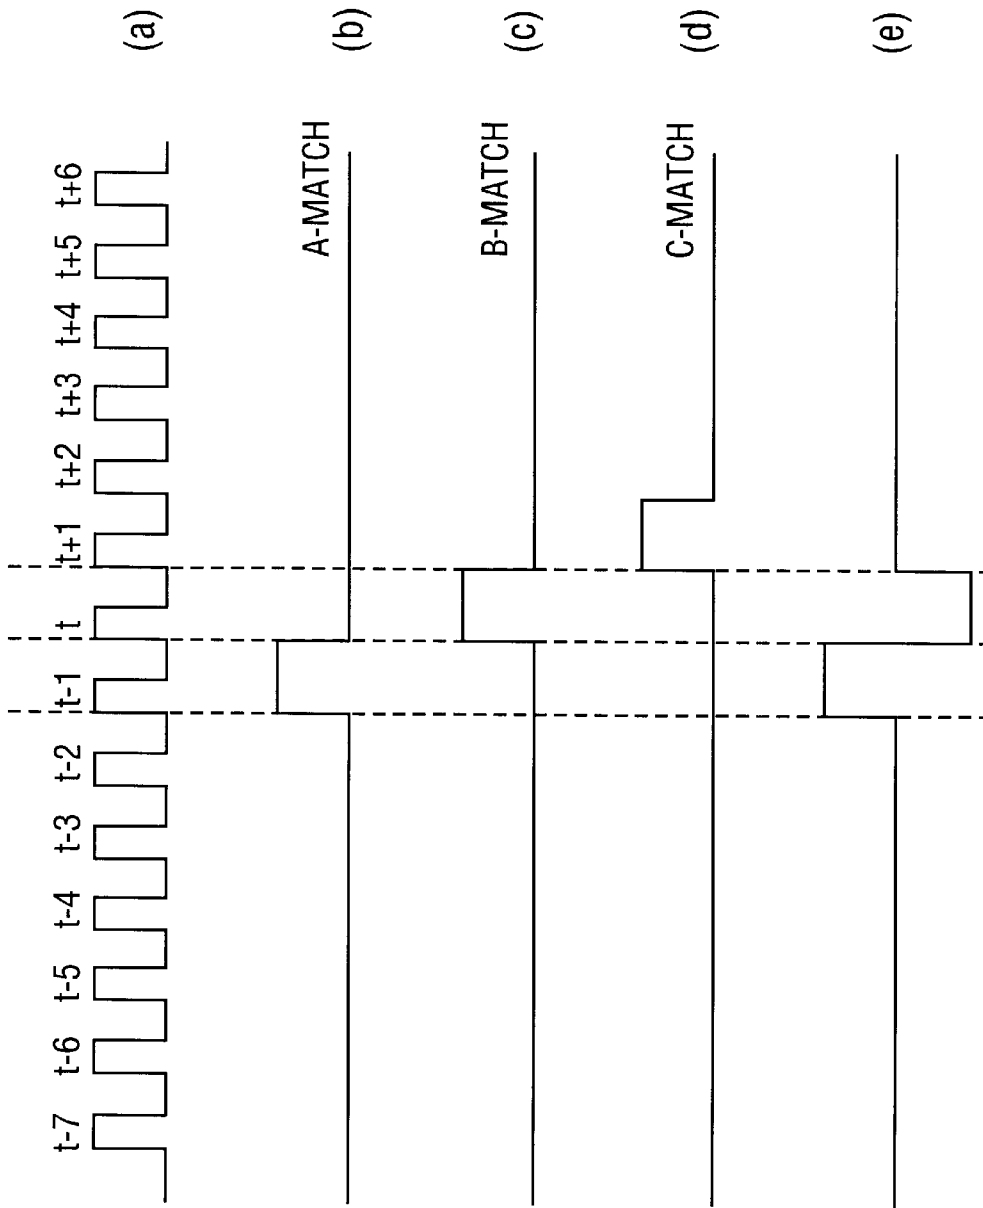 t-7 t-6 t-5 t-4 t-3 t-2 t-1 t t+1 t+2 t+3 t+4 t+5 t+6
(a)
A-MATCH
(b)
B-MATCH
(c)
C-MATCH
(d)
(e)